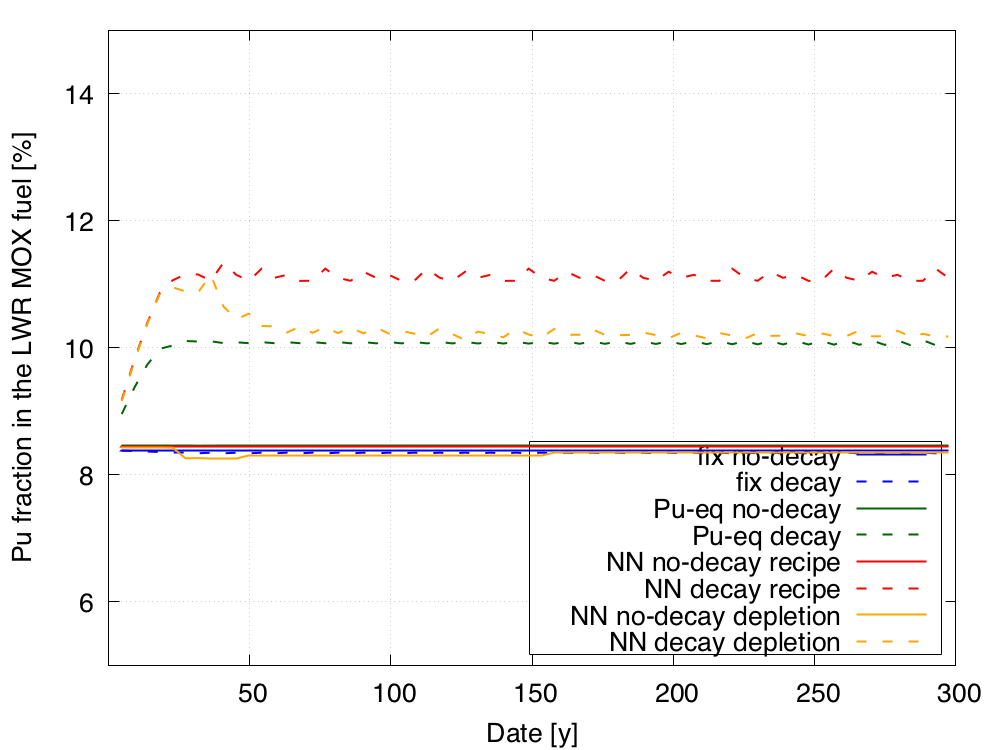 14
12
10
8
6
Pu fraction in the LWR MOX fuel [%]
fix no-decay
fix decay
Pu-eq no-decay
Pu-eq decay
NN no-decay recipe
NN decay recipe
NN no-decay depletion
NN decay depletion
50 100 150 200 250 300
Date [y]